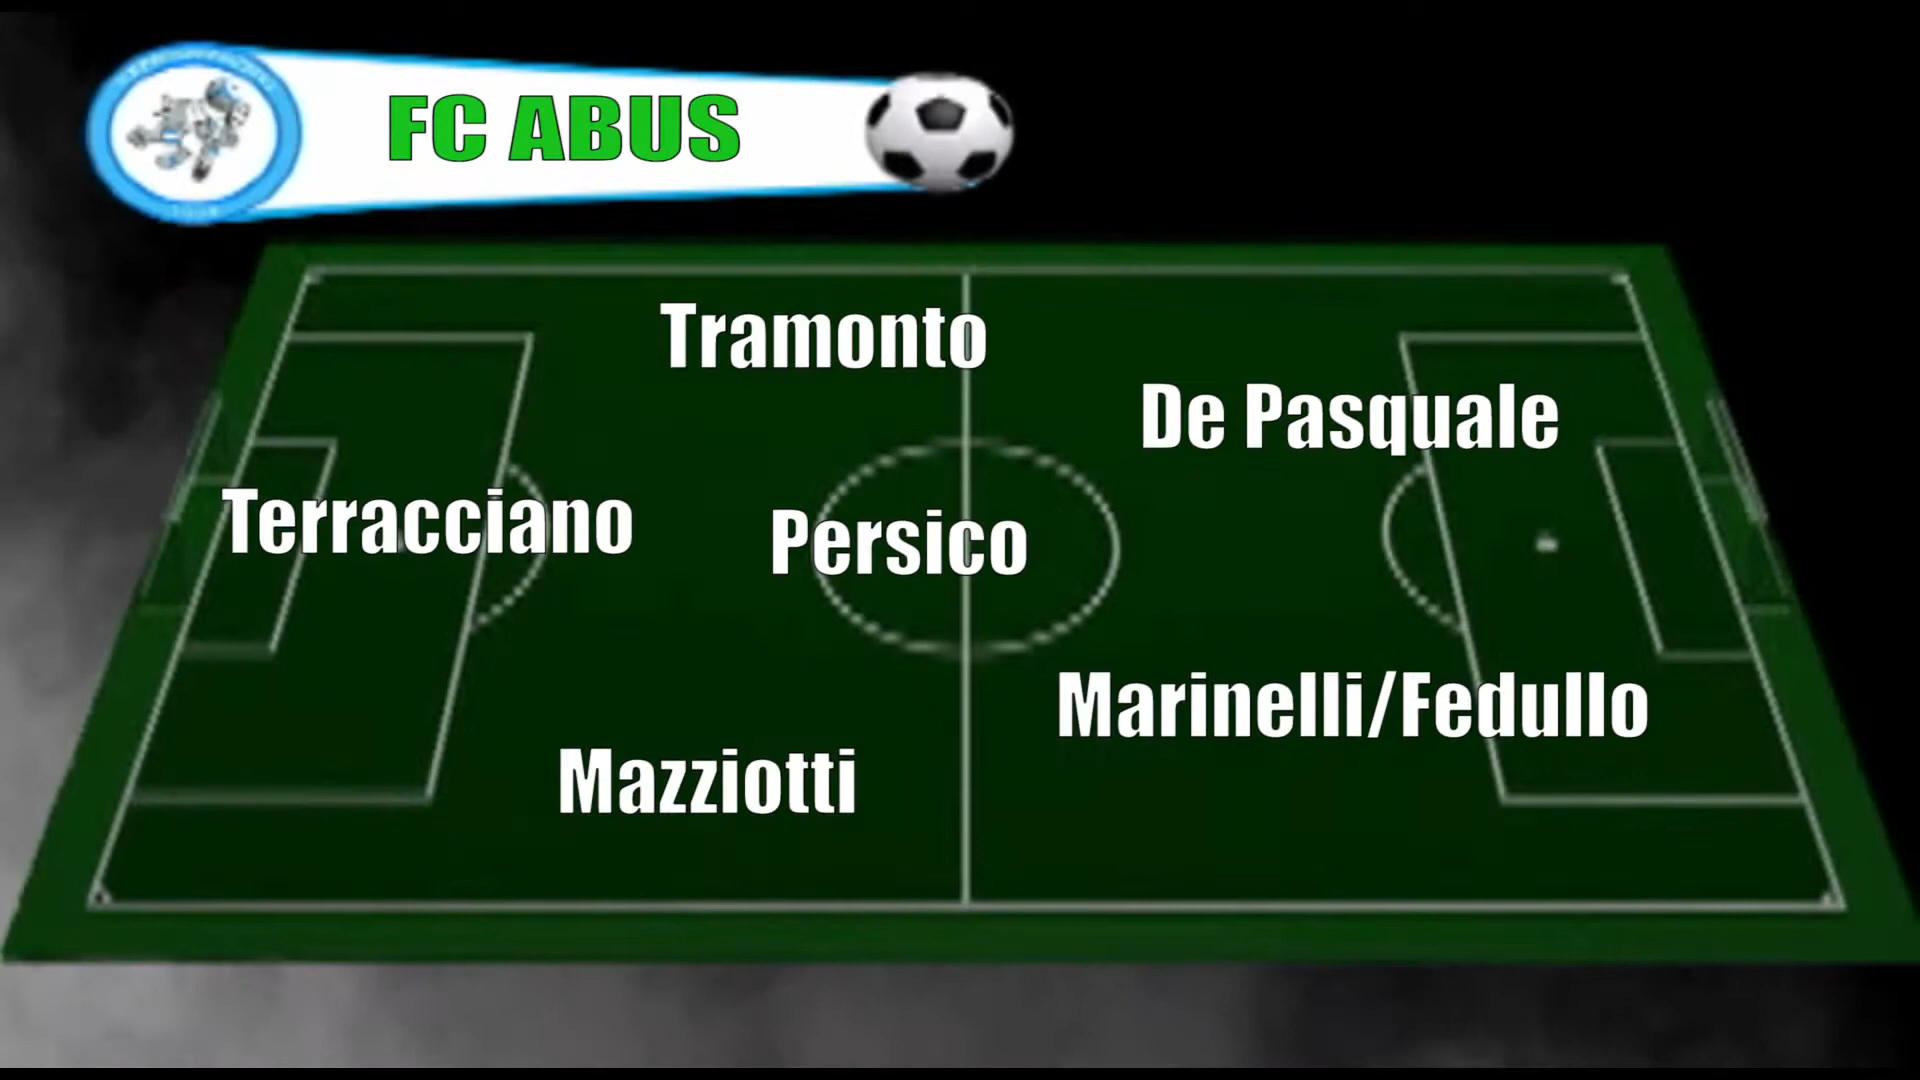 FC ABUS
Tramonto
De Pasquale
Terracciano
Persico
Marinelli/Fedullo
Mazziotti